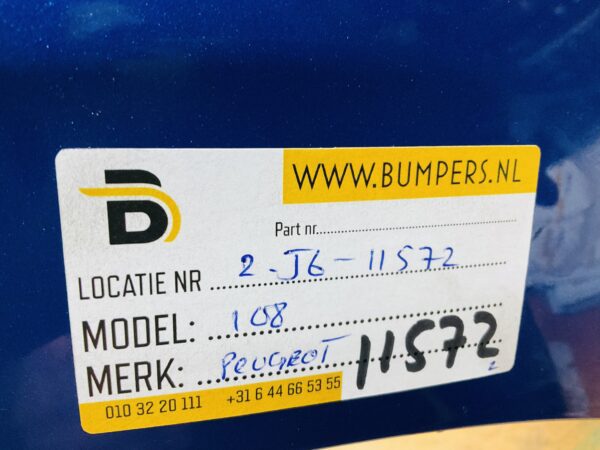 WWW.BUMPERS.NL
B
Part nr.
LOCATIE NR 2-J6-11572
MODEL: 108
MERK: PEUGEOT 11572
010 32 20 111 +31 6 44 66 53 55